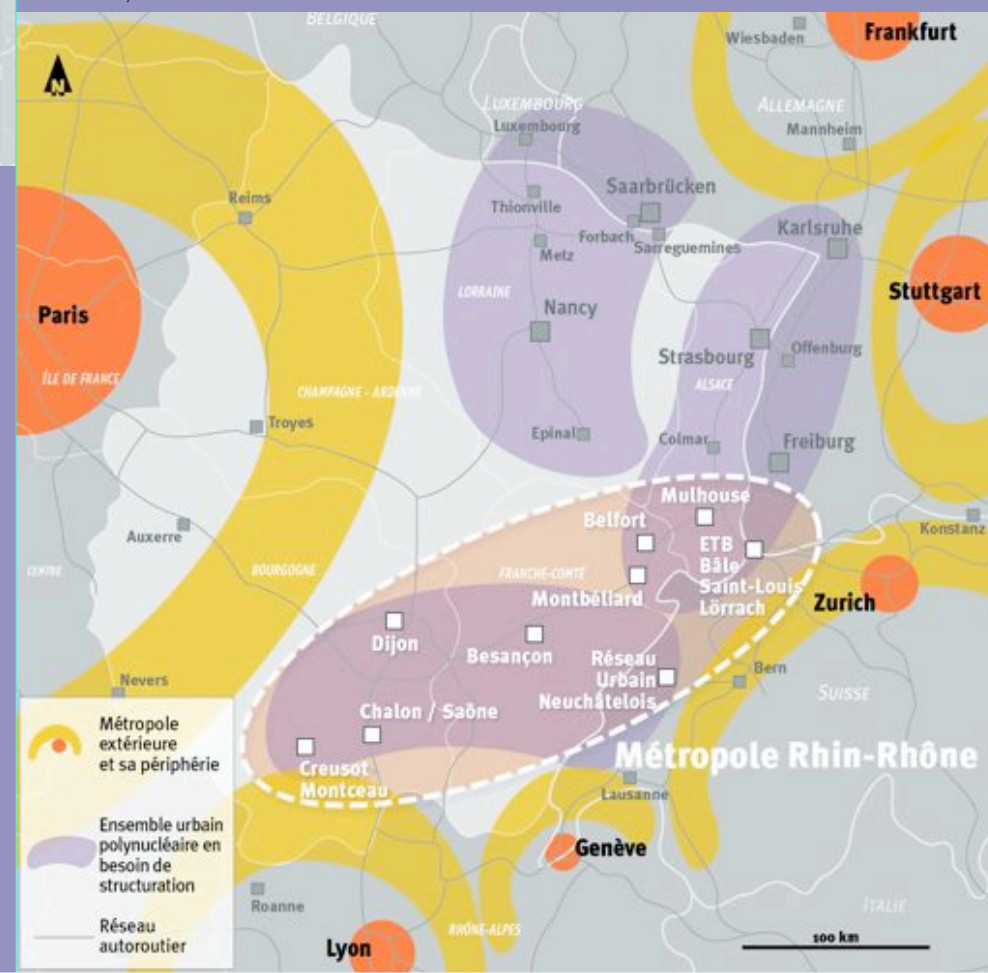 BELGIQUE
Wiesbaden
Frankfurt
N
LUXEMBOURG
Luxembourg
ALLEMAGNE
Mannheim
Reims
Thionville
Saarbrücken
Forbach
Sarreguemines
Karlsruhe
Metz
LORRAINE
Paris
Nancy
Stuttgart
Strasbourg
Offenburg
ÎLE DE FRANCE
CHAMPAGNE - ARDENNE
ALSACE
Troyes
Epinal
Colmar
Freiburg
Mulhouse
Belfort
Auxerre
Konstanz
ETB
Bâle
Saint-Louis
Lörrach
CENTRE
BOURGOGNE
FRANCHE-COMTÉ
Montbéliard
Zurich
Dijon
Besançon
Réseau
Urbain
Neuchâtelois
Bern
Nevers
SUISSE
Chalon / Saône
Métropole Rhin-Rhône
Creusot
Montceau
Lausanne
Genève
Roanne
RHÔNE-ALPES
ITALIE
Lyon
100 km
Métropole
extérieure
et sa périphérie
Ensemble urbain
polynucléaire en
besoin de
structuration
Réseau
autoroutier